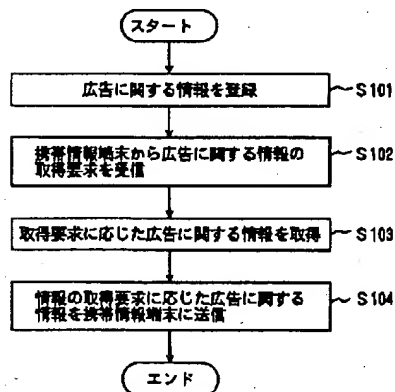 スタート
広告に関する情報を登録
S101
携帯情報端末から広告に関する情報の
取得要求を受信
S102
取得要求に応じた広告に関する情報を取得
S103
情報の取得要求に応じた広告に関する
情報を携帯情報端末に送信
S104
エンド